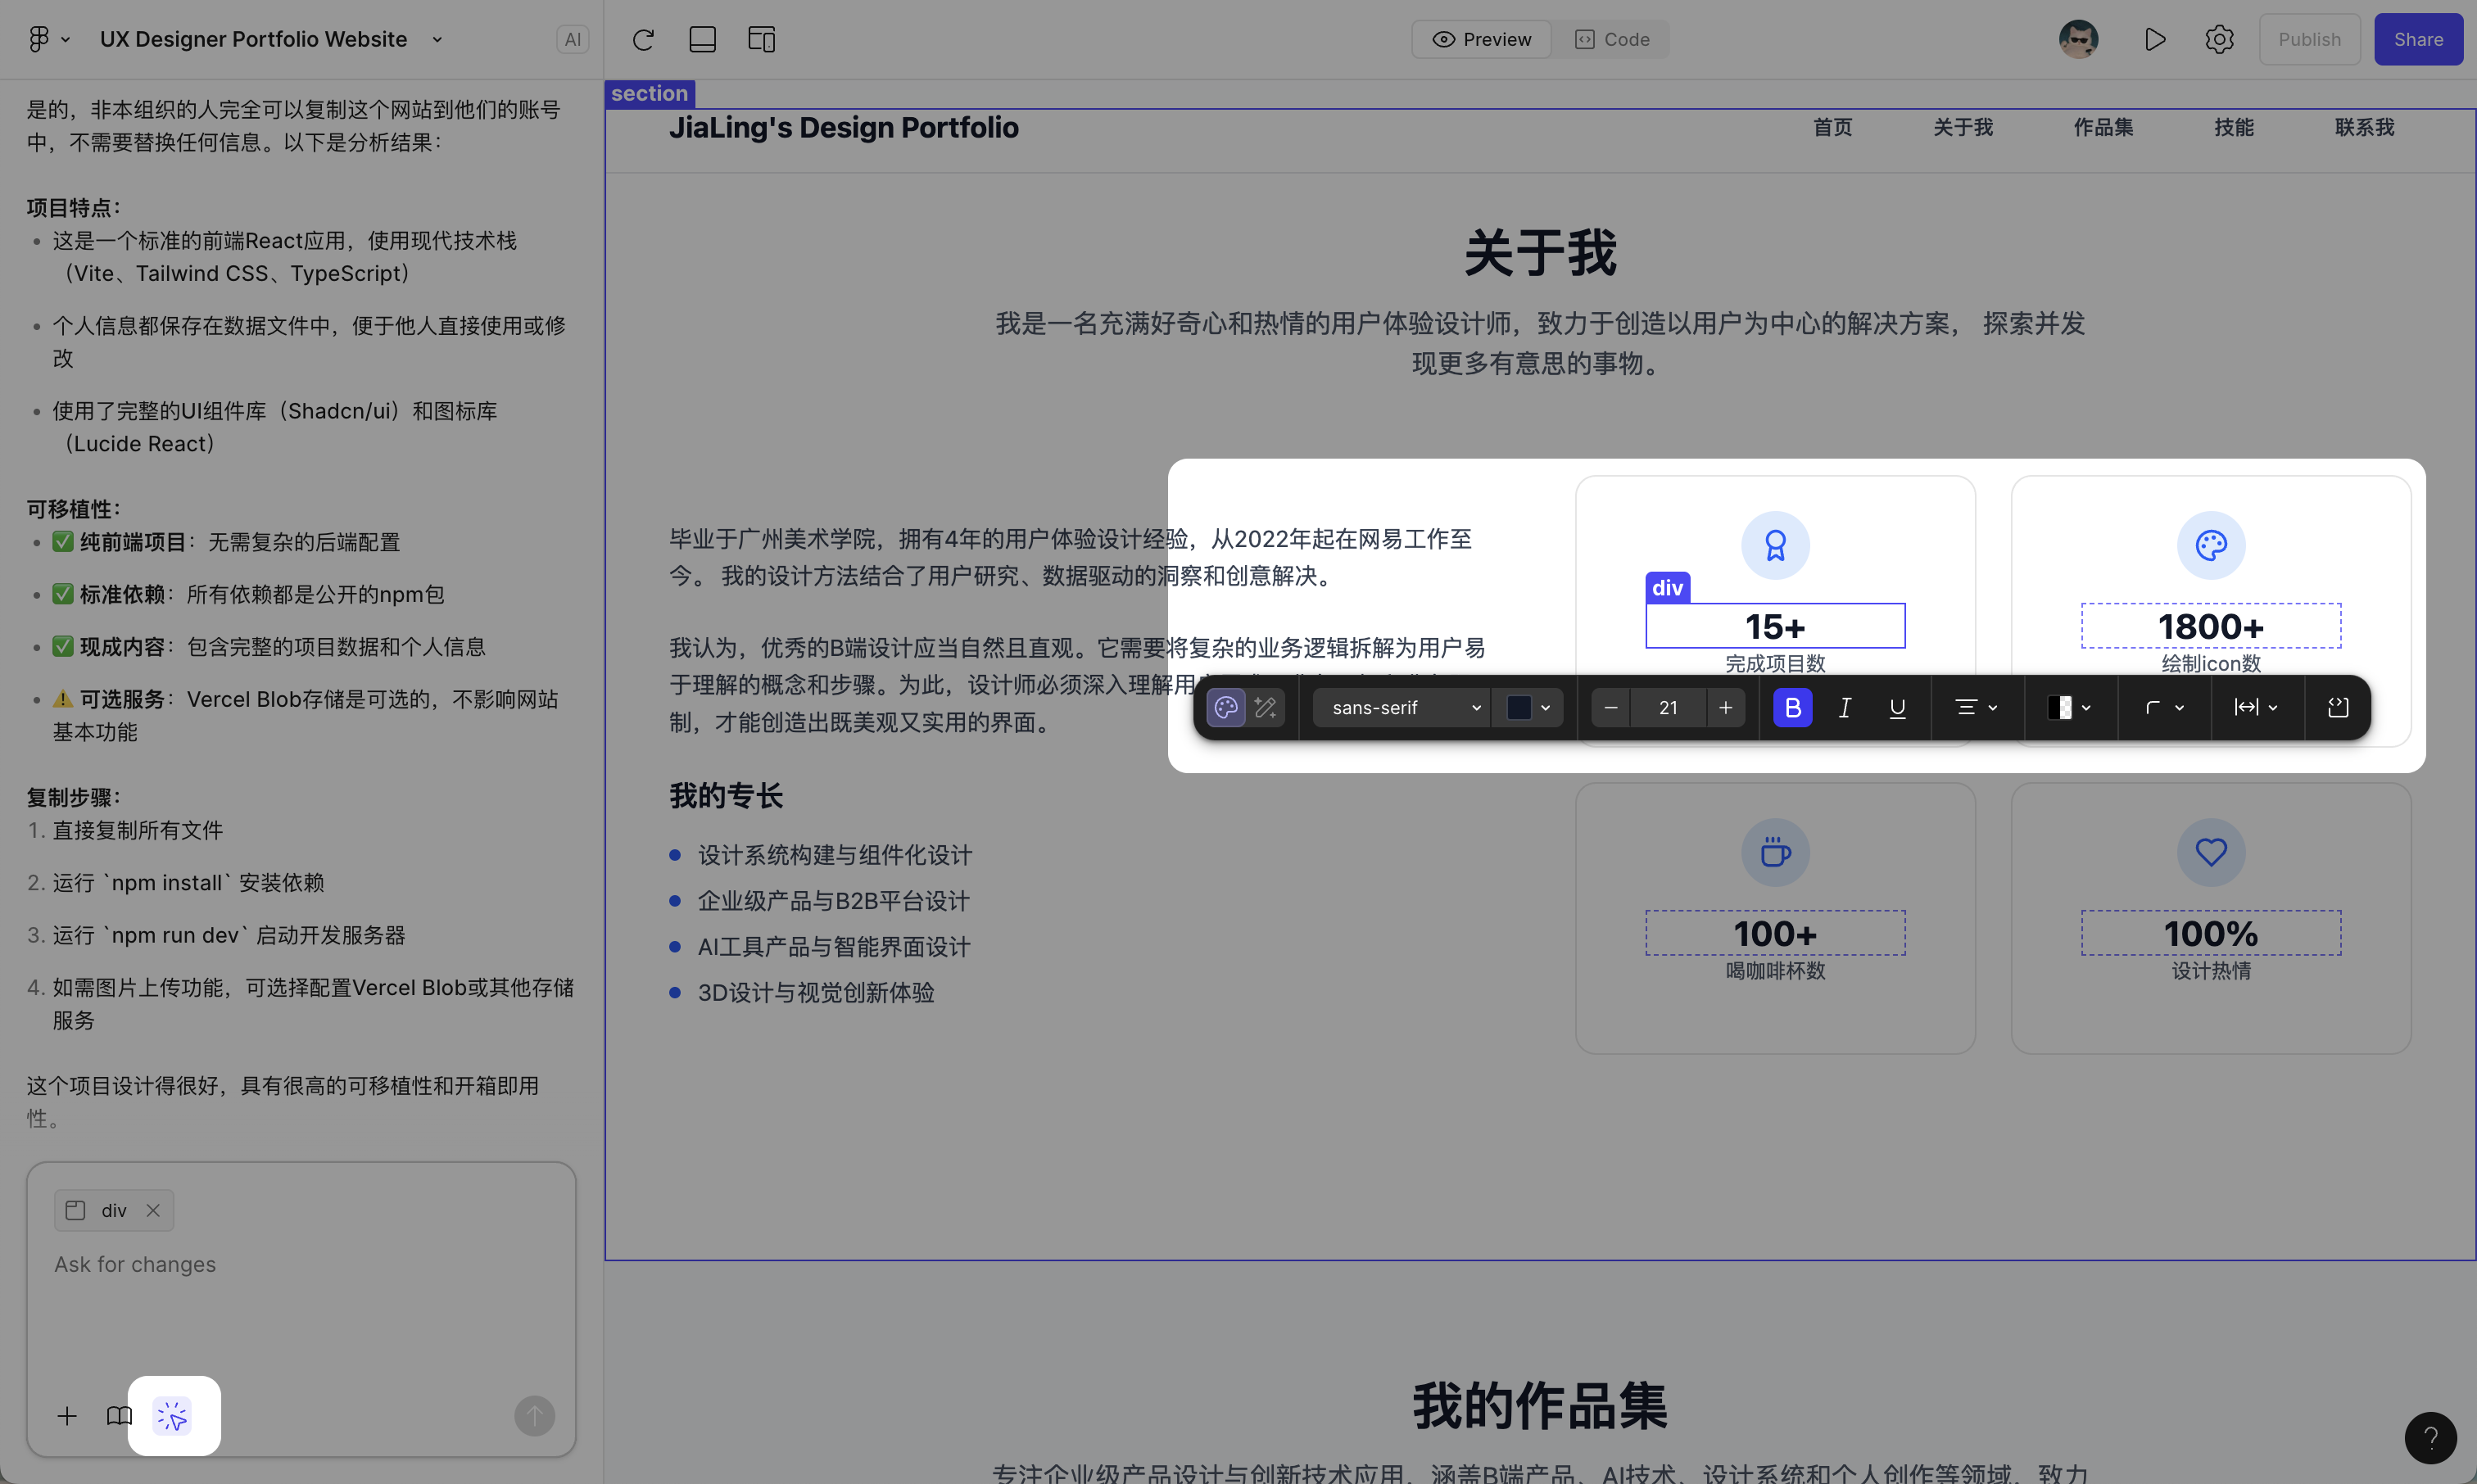 UX Designer Portfolio Website
AI
Preview
Code
Publish
Share
是的，非本组织的人完全可以复制这个网站到他们的账号
中，不需要替换任何信息。以下是分析结果：
项目特点：
这是一个标准的前端React应用，使用现代技术栈
（Vite、Tailwind CSS、TypeScript）
个人信息都保存在数据文件中，便于他人直接使用或修
改
使用了完整的UI组件库（Shadcn/ui）和图标库
（Lucide React）
可移植性：
✅ 纯前端项目：无需复杂的后端配置
✅ 标准依赖：所有依赖都是公开的npm包
✅ 现成内容：包含完整的项目数据和个人信息
⚠️ 可选服务：Vercel Blob存储是可选的，不影响网站
基本功能
复制步骤：
1. 直接复制所有文件
2. 运行 `npm install` 安装依赖
3. 运行 `npm run dev` 启动开发服务器
4. 如需图片上传功能，可选择配置Vercel Blob或其他存储
服务
这个项目设计得很好，具有很高的可移植性和开箱即用
性。
div
Ask for changes
section
JiaLing's Design Portfolio
首页
关于我
作品集
技能
联系我
关于我
我是一名充满好奇心和热情的用户体验设计师，致力于创造以用户为中心的解决方案， 探索并发
现更多有意思的事物。
毕业于广州美术学院，拥有4年的用户体验设计经验，从2022年起在网易工作至
今。 我的设计方法结合了用户研究、数据驱动的洞察和创意解决。
我认为，优秀的B端设计应当自然且直观。它需要将复杂的业务逻辑拆解为用户易
于理解的概念和步骤。为此，设计师必须深入理解用
制，才能创造出既美观又实用的界面。
我的专长
设计系统构建与组件化设计
企业级产品与B2B平台设计
AI工具产品与智能界面设计
3D设计与视觉创新体验
div
15+
完成项目数
1800+
绘制icon数
sans-serif
21
B
I
U
100+
喝咖啡杯数
100%
设计热情
我的作品集
专注企业级产品设计与创新技术应用，涵盖B端产品、AI技术、设计系统和个人创作等领域，致力
?